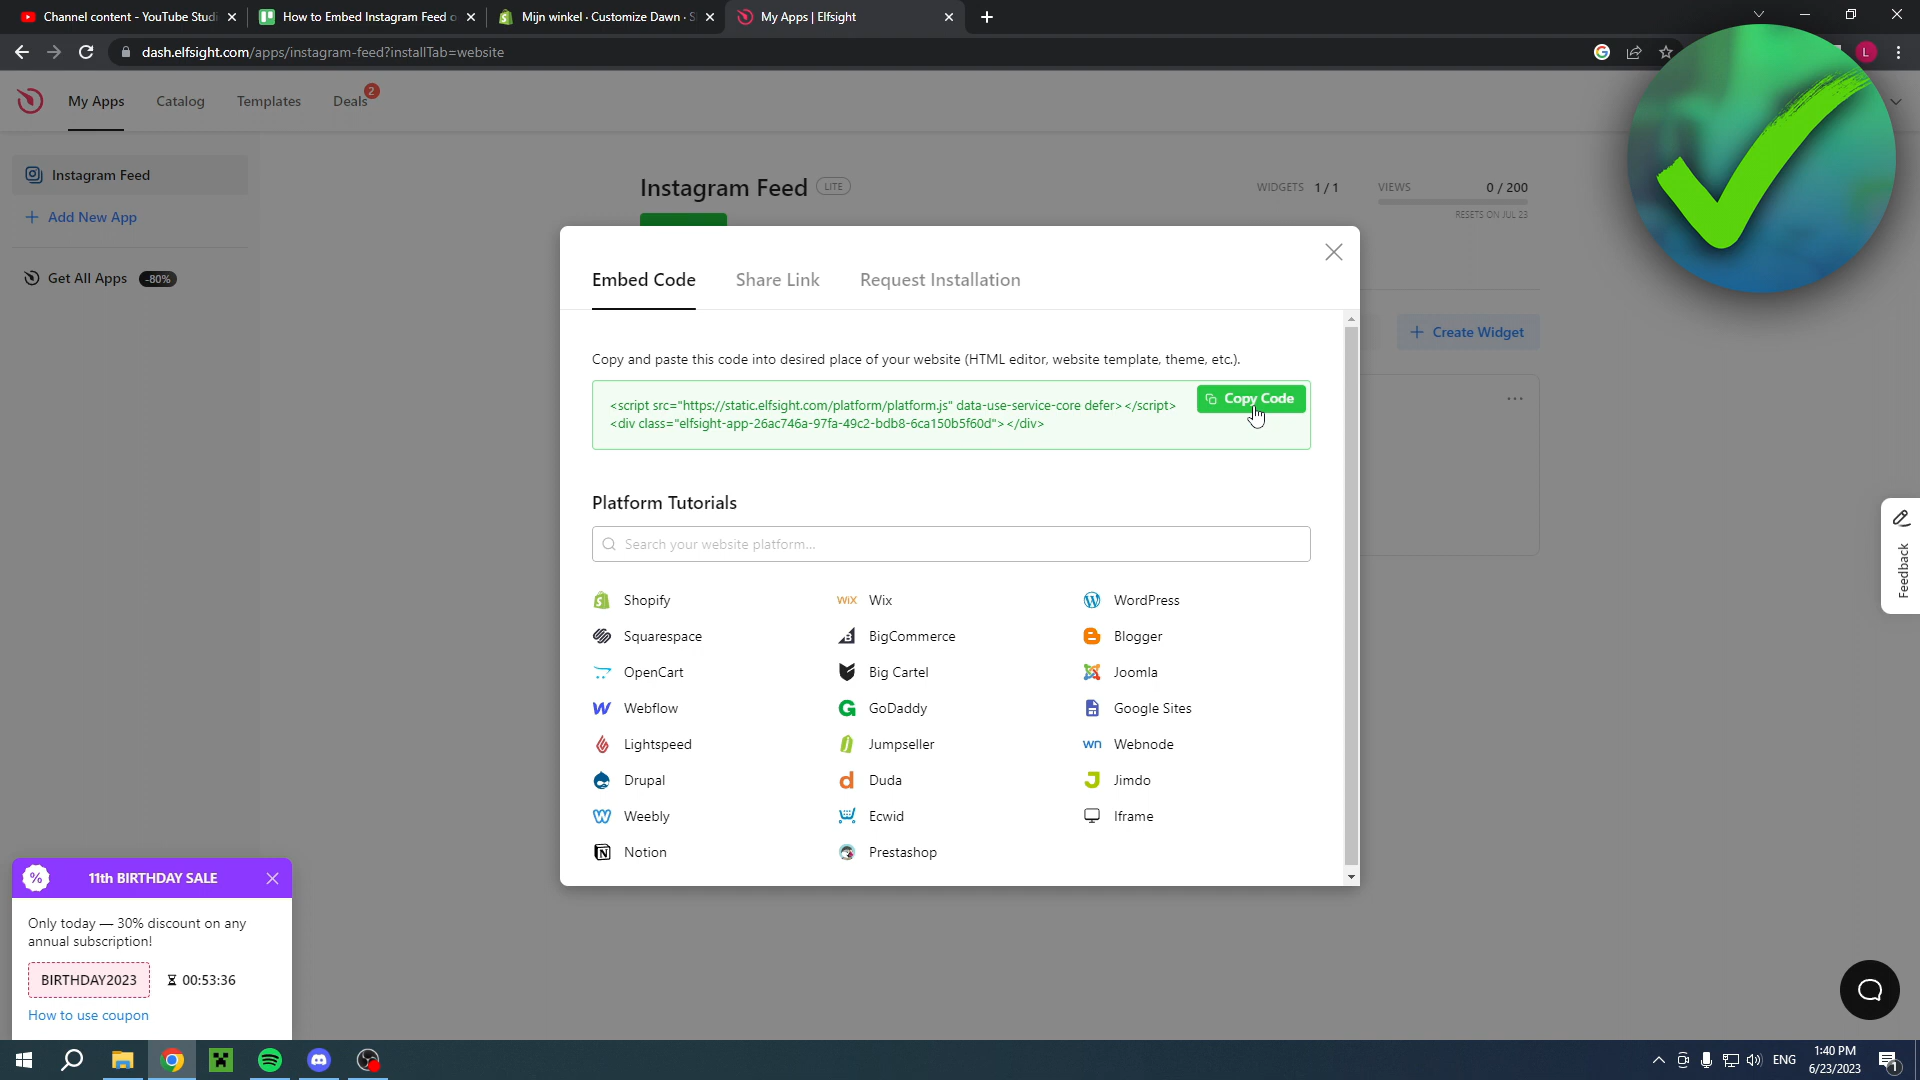 Channel content - YouTube Studi
How to Embed Instagram Feed o
Mijn winkel · Customize Dawn · S
My Apps | Elfsight
dash.elfsight.com/apps/instagram-feed?installTab=website
L
My Apps
Catalog
Templates
Deals
2
Instagram Feed
Add New App
Get All Apps -80%
Instagram Feed LITE
WIDGETS 1 / 1
VIEWS 0 / 200
RESETS ON JUL 23
Create Widget
Embed Code
Share Link
Request Installation
Copy and paste this code into desired place of your website (HTML editor, website template, theme, etc.).
<script src="https://static.elfsight.com/platform/platform.js" data-use-service-core defer></script>
<div class="elfsight-app-26ac746a-97fa-49c2-bdb8-6ca150b5f60d"></div>
Copy Code
Platform Tutorials
Search your website platform...
Shopify
WiX Wix
WordPress
Squarespace
BigCommerce
Blogger
OpenCart
Big Cartel
Joomla
Webflow
GoDaddy
Google Sites
Lightspeed
Jumpseller
wn Webnode
Drupal
Duda
Jimdo
Weebly
Ecwid
Iframe
Notion
Prestashop
Feedback
% 11th BIRTHDAY SALE
Only today — 30% discount on any
annual subscription!
BIRTHDAY2023 00:53:36
How to use coupon
ENG
1:40 PM
6/23/2023
1